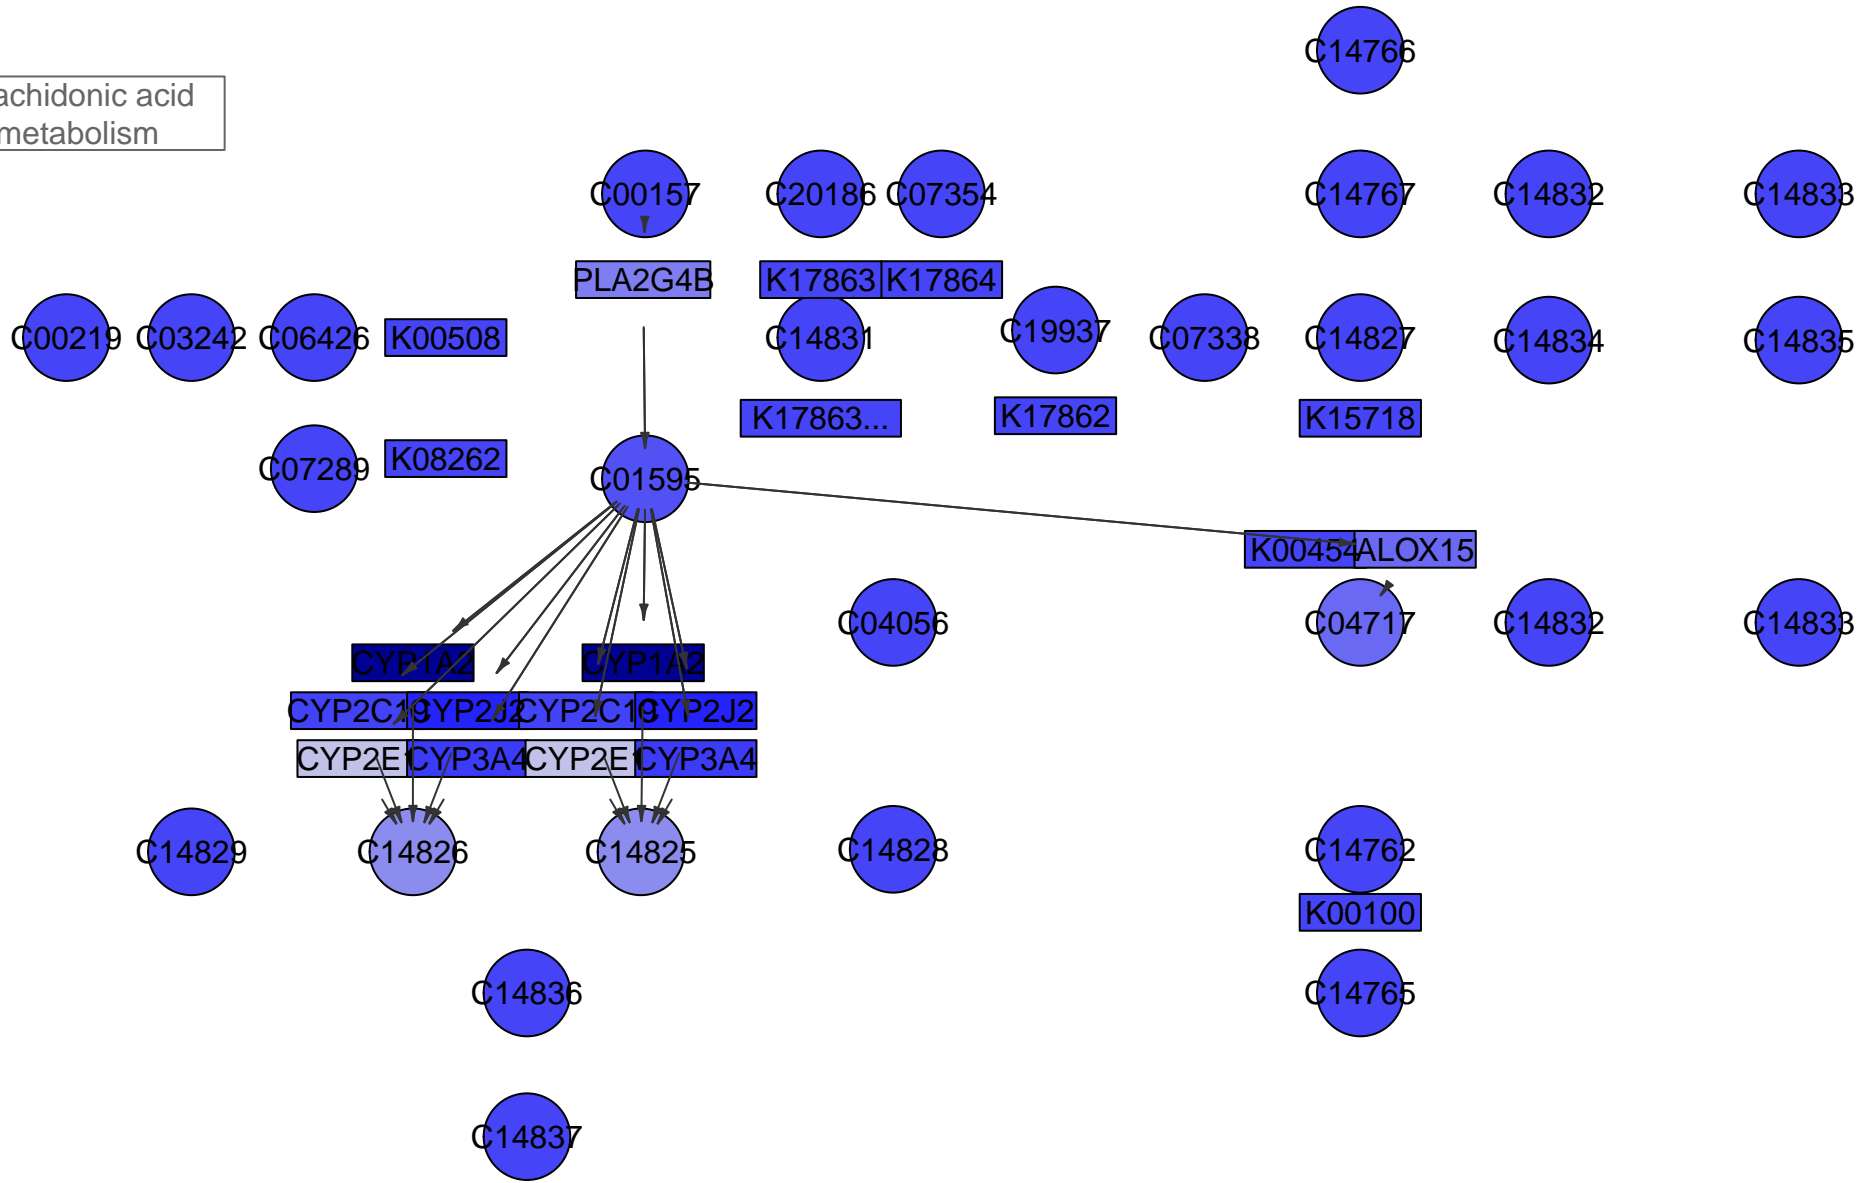 C14766
achidonic acid
metabolism
C00157
C20186
C07354
C14767
C14832
C14833
PLA2G4B
K17863
K17864
C00219
C03242
C06426
K00508
C14831
C19937
C07338
C14827
C14834
C14835
K17863...
K17862
K15718
C07289
K08262
C01595
K00454
ALOX15
C04056
C04717
C14832
C14833
CYP1A2
CYP1A2
CYP2C19
CYP2J2
CYP2C19
CYP2J2
CYP2E1
CYP3A4
CYP2E1
CYP3A4
C14829
C14826
C14825
C14828
C14762
K00100
C14836
C14765
C14837